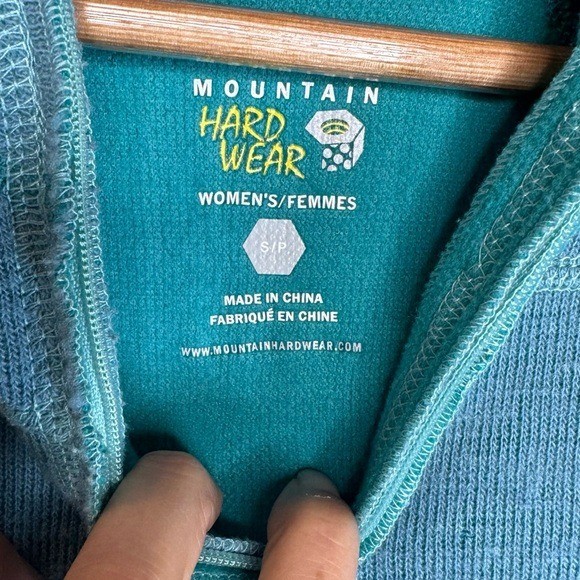 MOUNTAIN
HARD
WEAR
WOMEN'S/FEMMES
S/P
MADE IN CHINA
FABRIQUÉ EN CHINE
WWW.MOUNTAINHARDWEAR.COM